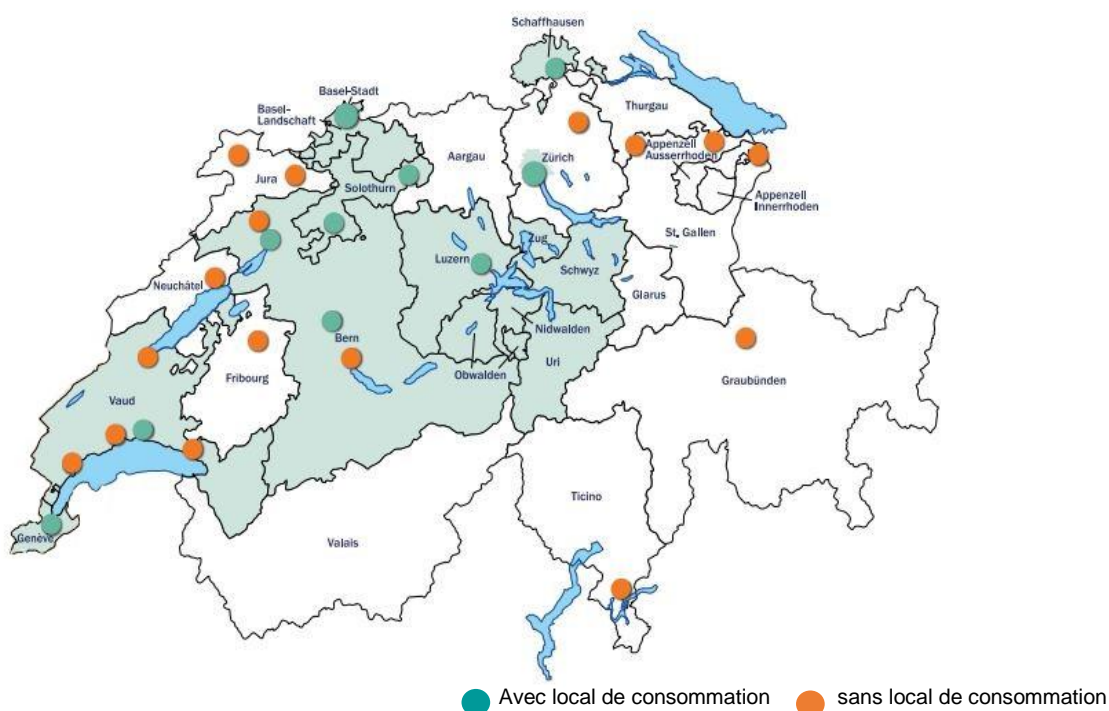 Schaffhausen
Basel-Stadt
Basel-
Landschaft
Thurgau
Aargau
Zürich
Appenzell
Ausserrhoden
Jura
Solothurn
Appenzell
Innerrhoden
St. Gallen
Zug
Luzern
Schwyz
Neuchâtel
Glarus
Nidwalden
Bern
Uri
Obwalden
Fribourg
Graubünden
Vaud
Ticino
Genève
Valais
Avec local de consommation
sans local de consommation